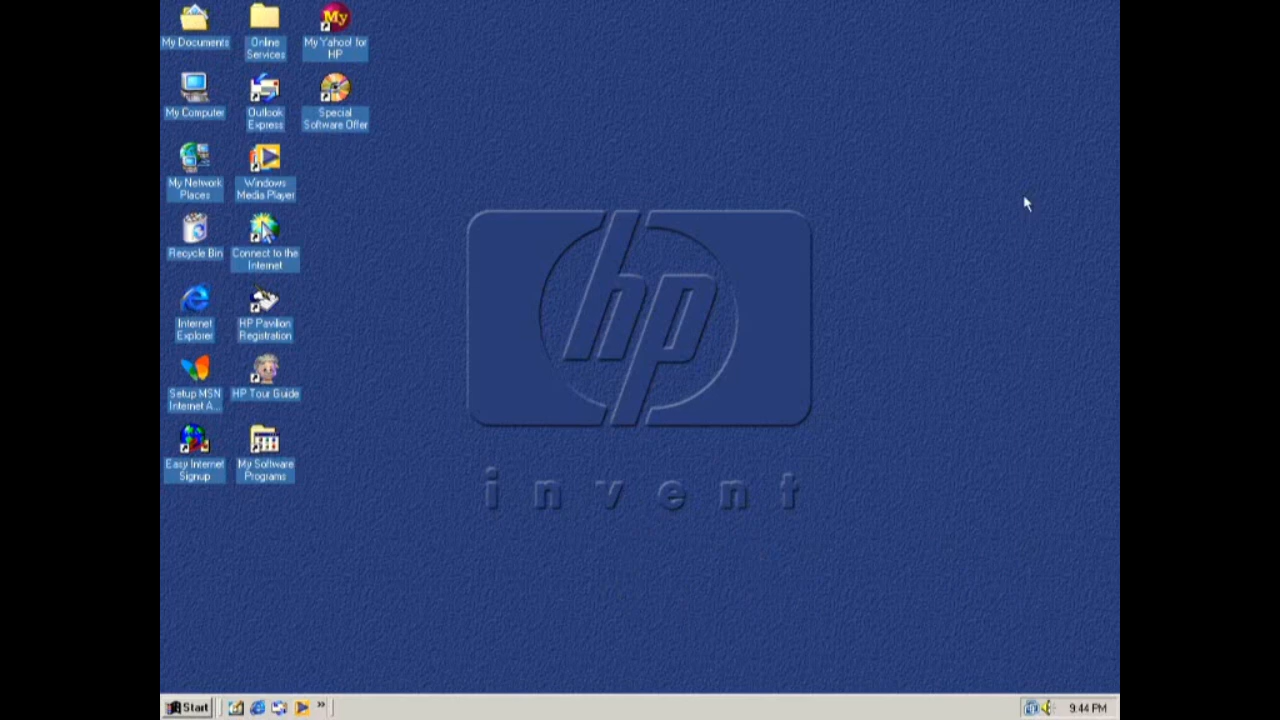 My Documents
Online
Services
My Yahoo! for
HP
My Computer
Outlook
Express
Special
Software Offer
My Network
Places
Windows
Media Player
Recycle Bin
Connect to the
Internet
Internet
Explorer
HP Pavilion
Registration
Setup MSN
Internet A...
HP Tour Guide
Easy Internet
Signup
My Software
Programs
My
hp
invent
Start
9:44 PM